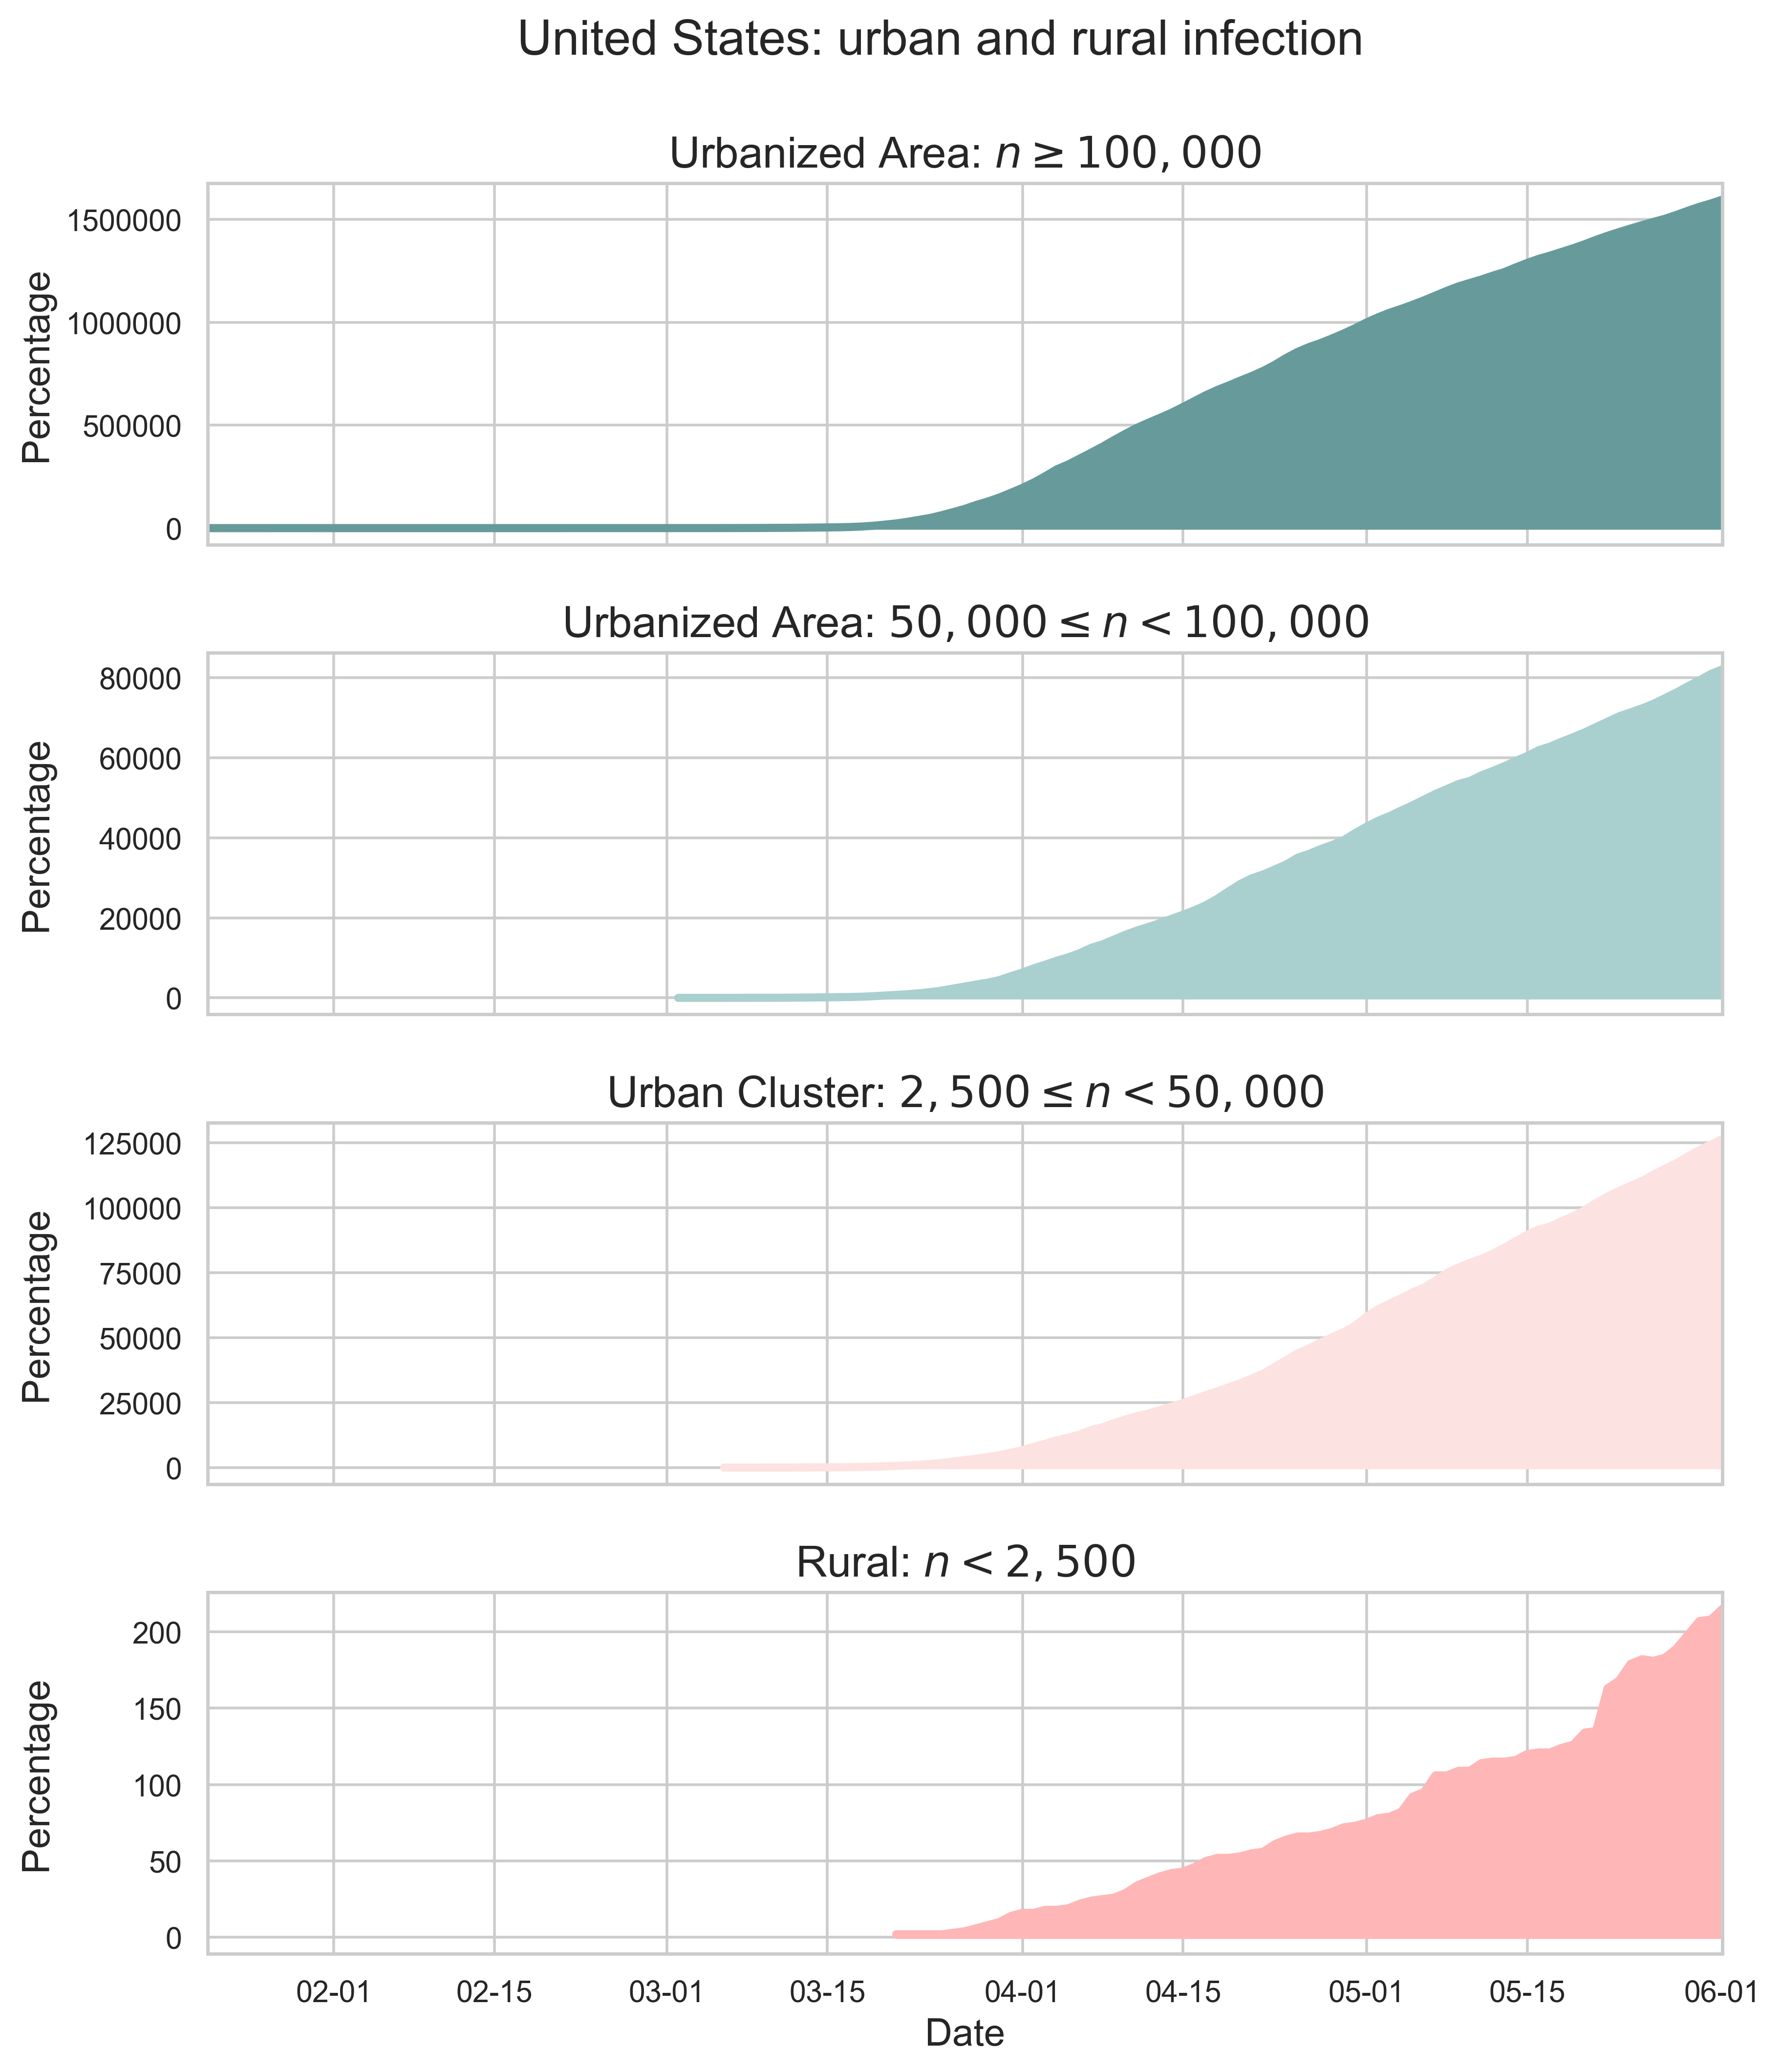 United States: urban and rural infection
Urbanized Area: n ≥ 100,000
Percentage
1500000
1000000
500000
0
Urbanized Area: 50,000 ≤ n < 100,000
Percentage
80000
60000
40000
20000
0
Urban Cluster: 2,500 ≤ n < 50,000
Percentage
125000
100000
75000
50000
25000
0
Rural: n < 2,500
Percentage
200
150
100
50
0
02-01 02-15 03-01 03-15 04-01 04-15 05-01 05-15 06-01
Date